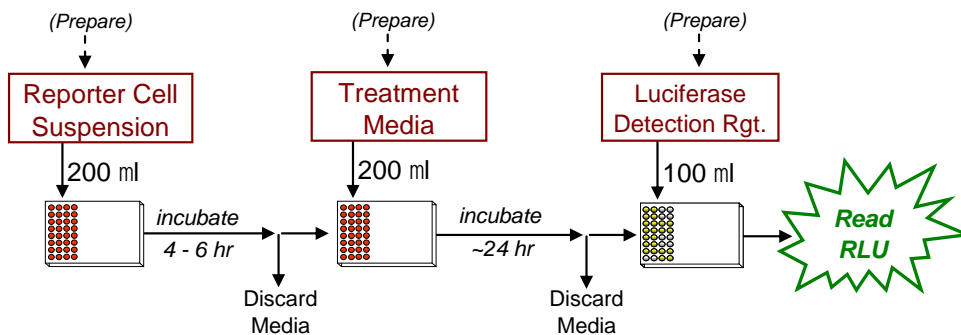 (Prepare)
(Prepare)
(Prepare)
Reporter Cell
Suspension
Treatment
Media
Luciferase
Detection Rgt.
200 ml
200 ml
100 ml
incubate
4 - 6 hr
incubate
~24 hr
Read
RLU
Discard
Media
Discard
Media